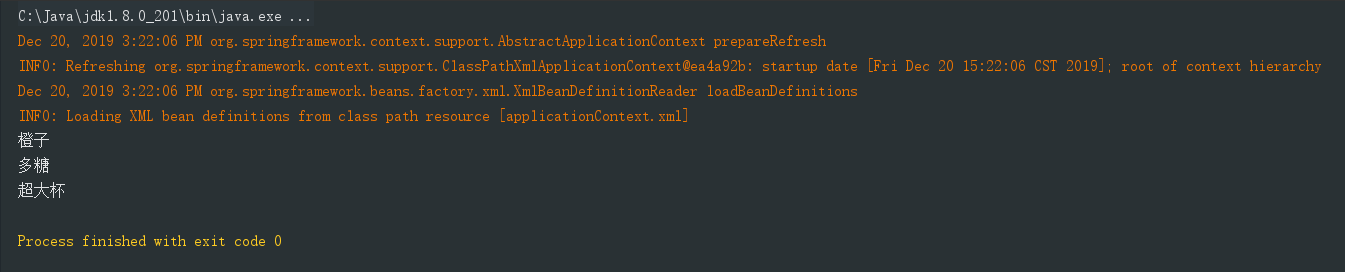 C:\Java\jdk1.8.0_201\bin\java.exe ...
Dec 20, 2019 3:22:06 PM org.springframework.context.support.AbstractApplicationContext prepareRefresh
INFO: Refreshing org.springframework.context.support.ClassPathXmlApplicationContext@ea4a92b: startup date [Fri Dec 20 15:22:06 CST 2019]; root of context hierarchy
Dec 20, 2019 3:22:06 PM org.springframework.beans.factory.xml.XmlBeanDefinitionReader loadBeanDefinitions
INFO: Loading XML bean definitions from class path resource [applicationContext.xml]
橙子
多糖
超大杯
Process finished with exit code 0